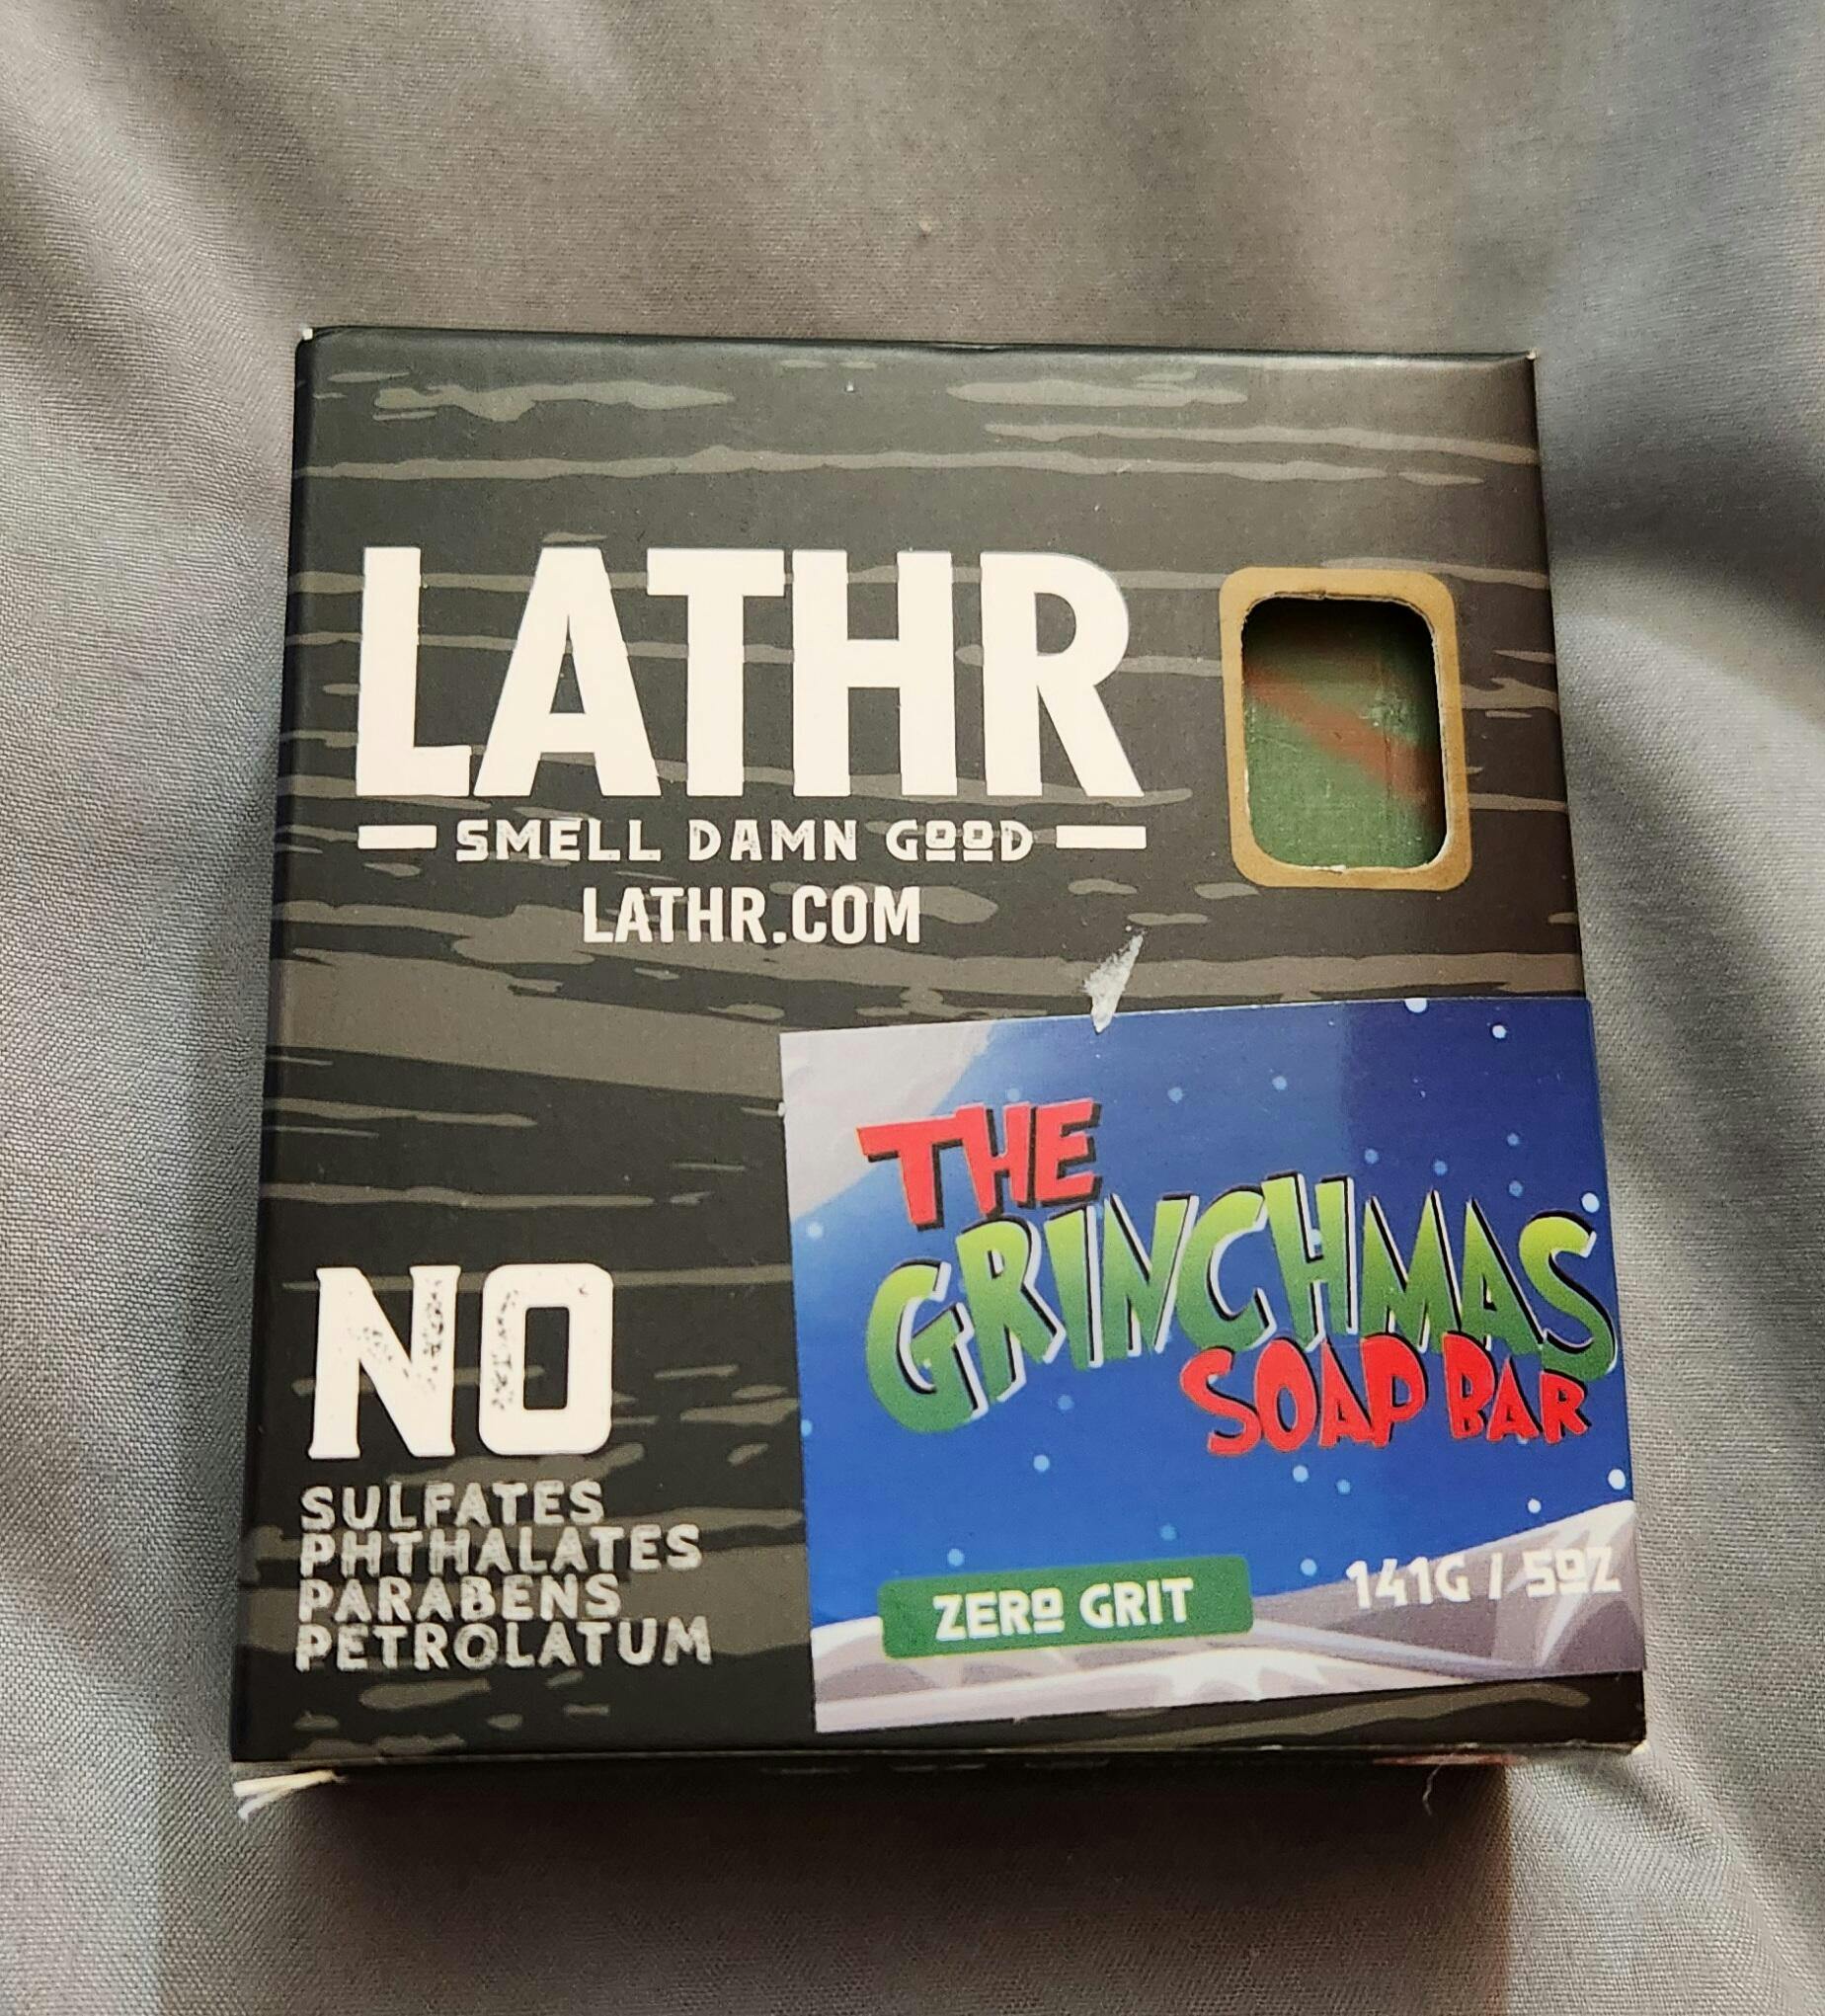 LATHR
SMELL DAMN GOOD
LATHR.COM
THE
GRINCHMAS
SOAP BAR
NO
SULFATES
PHTHALATES
PARABENS
PETROLATUM
ZERO GRIT
141G / 5OZ